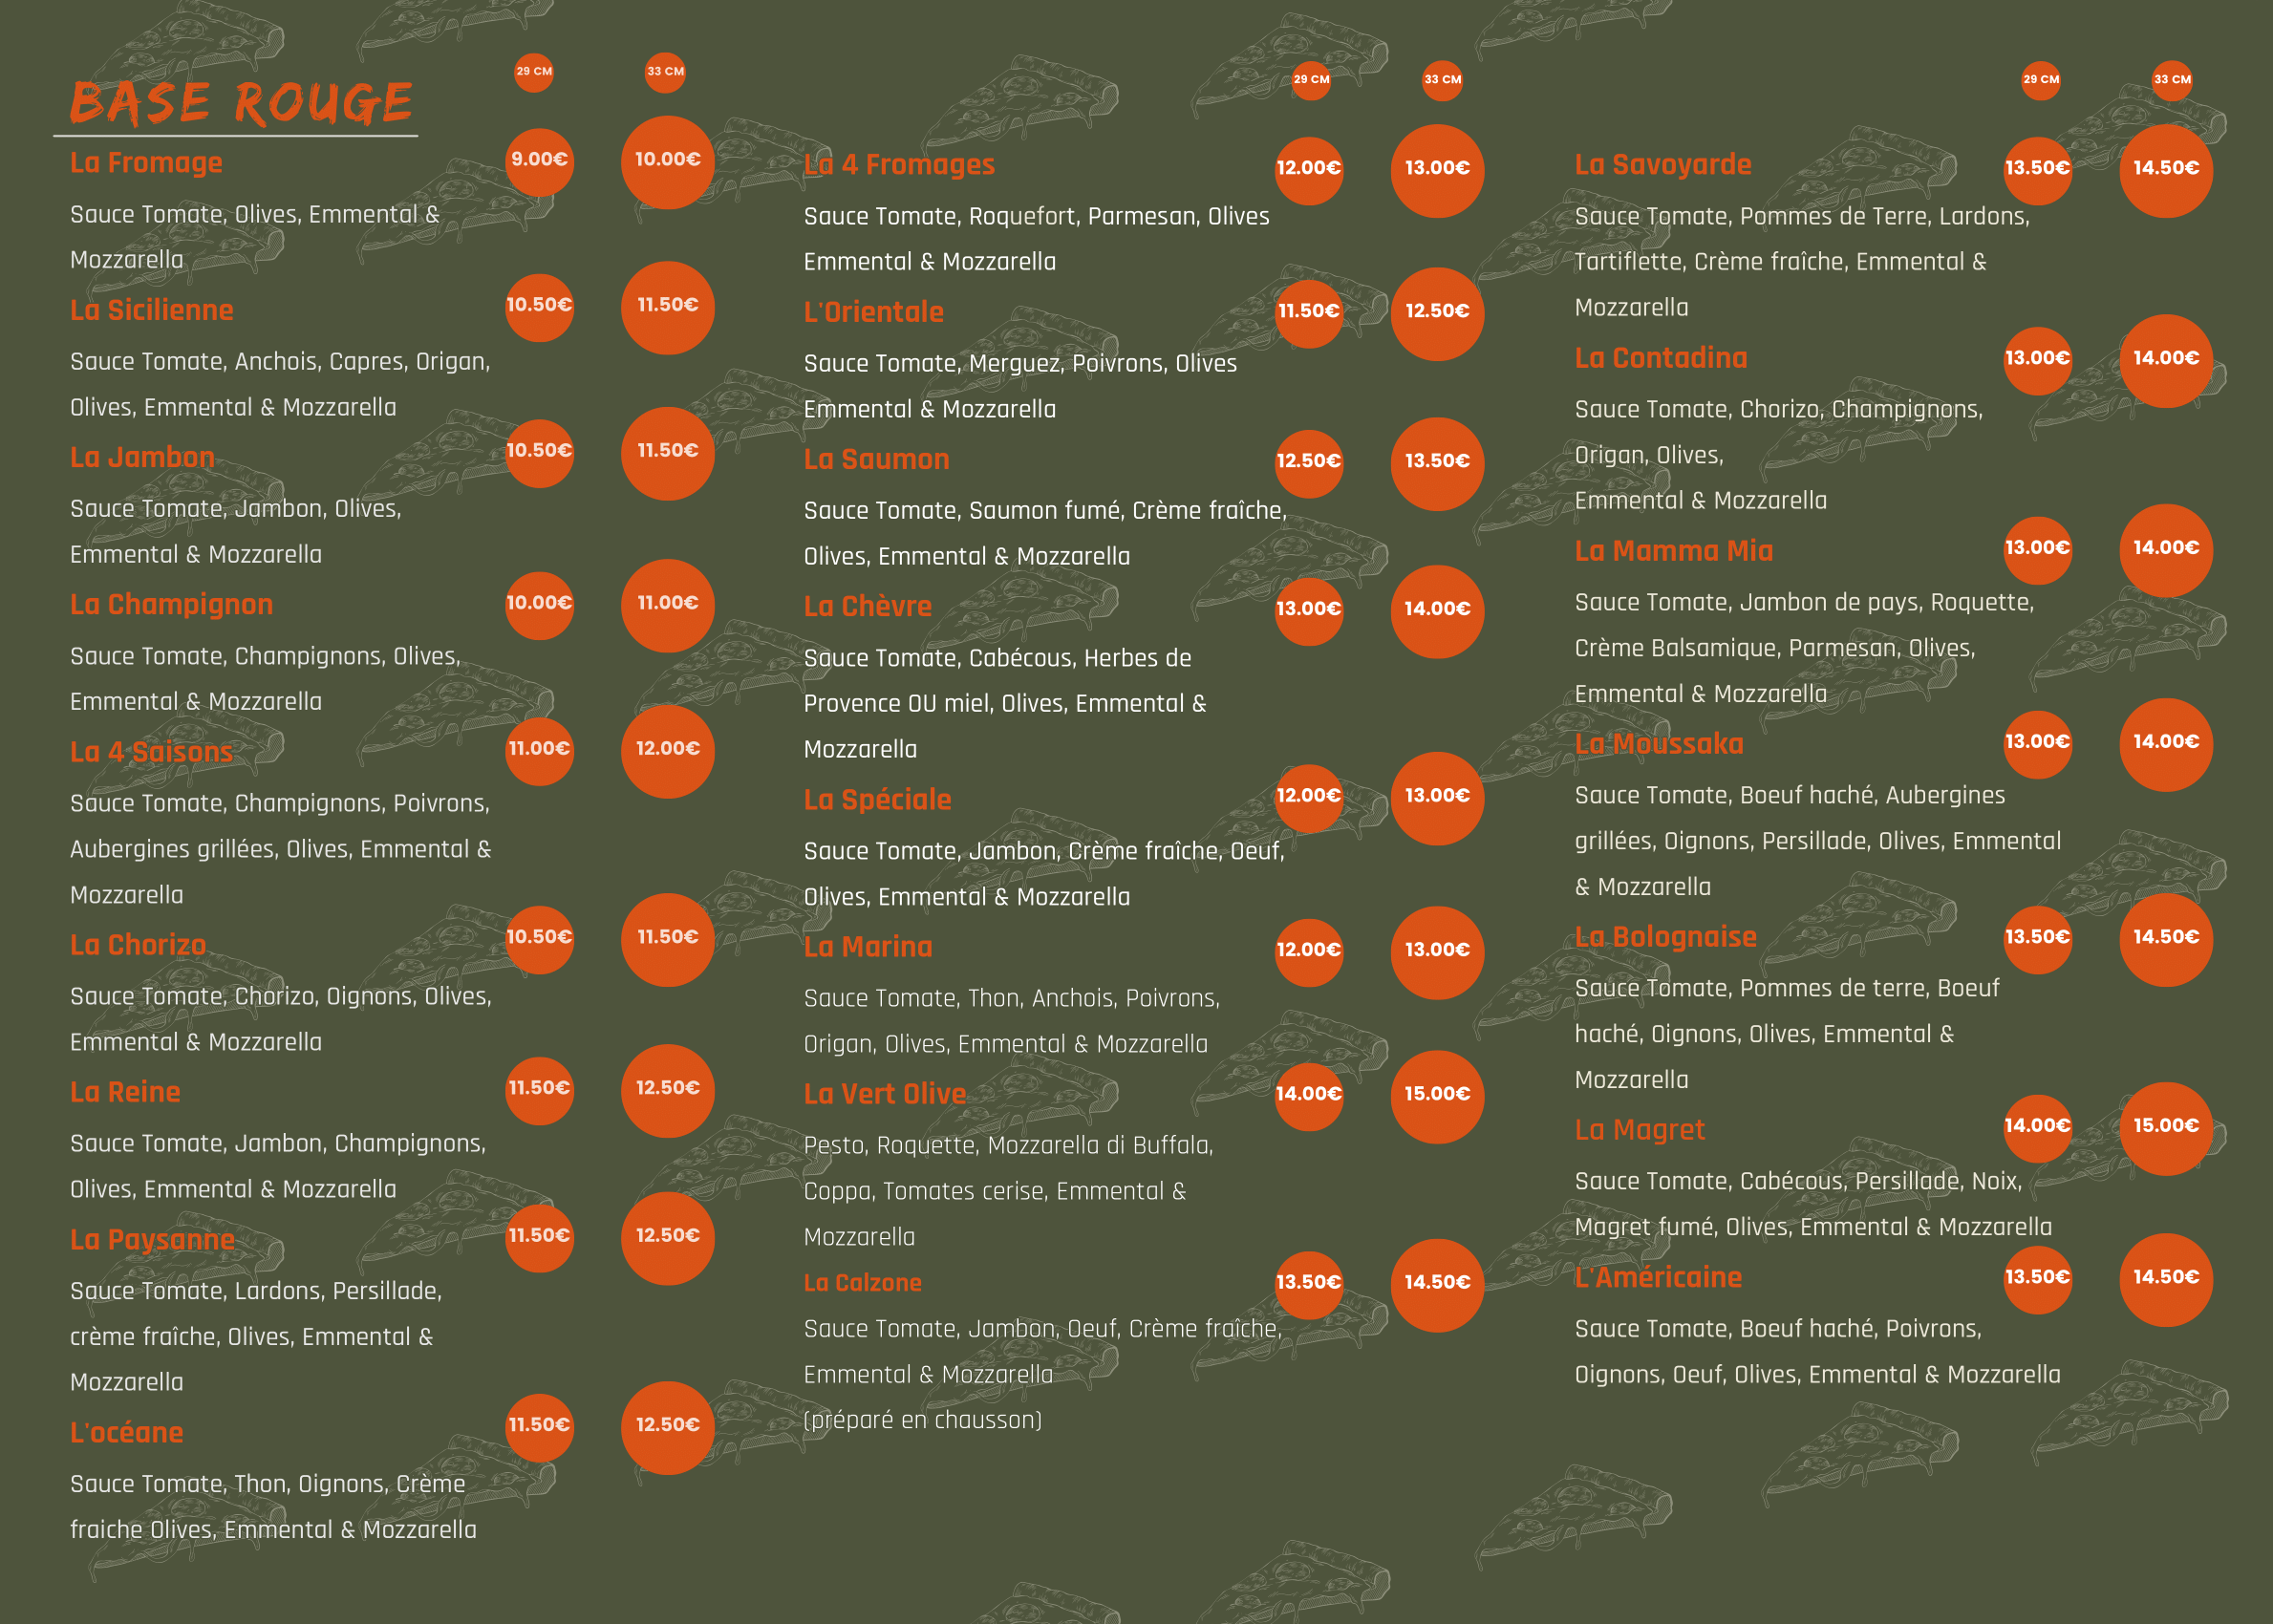 BASE ROUGE
29 CM
33 CM
La Fromage
9.00€
10.00€
Sauce Tomate, Olives, Emmental &
Mozzarella
La Sicilienne
10.50€
11.50€
Sauce Tomate, Anchois, Capres, Origan,
Olives, Emmental & Mozzarella
La Jambon
10.50€
11.50€
Sauce Tomate, Jambon, Olives,
Emmental & Mozzarella
La Champignon
10.00€
11.00€
Sauce Tomate, Champignons, Olives,
Emmental & Mozzarella
La 4 Saisons
11.00€
12.00€
Sauce Tomate, Champignons, Poivrons,
Aubergines grillées, Olives, Emmental &
Mozzarella
La Chorizo
10.50€
11.50€
Sauce Tomate, Chorizo, Oignons, Olives,
Emmental & Mozzarella
La Reine
11.50€
12.50€
Sauce Tomate, Jambon, Champignons,
Olives, Emmental & Mozzarella
La Paysanne
11.50€
12.50€
Sauce Tomate, Lardons, Persillade,
crème fraîche, Olives, Emmental &
Mozzarella
L'océane
11.50€
12.50€
Sauce Tomate, Thon, Oignons, Crème
fraiche Olives, Emmental & Mozzarella
29 CM
33 CM
La 4 Fromages
12.00€
13.00€
Sauce Tomate, Roquefort, Parmesan, Olives
Emmental & Mozzarella
L'Orientale
11.50€
12.50€
Sauce Tomate, Merguez, Poivrons, Olives
Emmental & Mozzarella
La Saumon
12.50€
13.50€
Sauce Tomate, Saumon fumé, Crème fraîche,
Olives, Emmental & Mozzarella
La Chèvre
13.00€
14.00€
Sauce Tomate, Cabécous, Herbes de
Provence OU miel, Olives, Emmental &
Mozzarella
La Spéciale
12.00€
13.00€
Sauce Tomate, Jambon, Crème fraîche, Oeuf,
Olives, Emmental & Mozzarella
La Marina
12.00€
13.00€
Sauce Tomate, Thon, Anchois, Poivrons,
Origan, Olives, Emmental & Mozzarella
La Vert Olive
14.00€
15.00€
Pesto, Roquette, Mozzarella di Buffala,
Coppa, Tomates cerise, Emmental &
Mozzarella
La Calzone
13.50€
14.50€
Sauce Tomate, Jambon, Oeuf, Crème fraîche,
Emmental & Mozzarella
(préparé en chausson)
29 CM
33 CM
La Savoyarde
13.50€
14.50€
Sauce Tomate, Pommes de Terre, Lardons,
Tartiflette, Crème fraîche, Emmental &
Mozzarella
La Contadina
13.00€
14.00€
Sauce Tomate, Chorizo, Champignons,
Origan, Olives,
Emmental & Mozzarella
La Mamma Mia
13.00€
14.00€
Sauce Tomate, Jambon de pays, Roquette,
Crème Balsamique, Parmesan, Olives,
Emmental & Mozzarella
La Moussaka
13.00€
14.00€
Sauce Tomate, Boeuf haché, Aubergines
grillées, Oignons, Persillade, Olives, Emmental
& Mozzarella
La Bolognaise
13.50€
14.50€
Sauce Tomate, Pommes de terre, Boeuf
haché, Oignons, Olives, Emmental &
Mozzarella
La Magret
14.00€
15.00€
Sauce Tomate, Cabécous, Persillade, Noix,
Magret fumé, Olives, Emmental & Mozzarella
L'Américaine
13.50€
14.50€
Sauce Tomate, Boeuf haché, Poivrons,
Oignons, Oeuf, Olives, Emmental & Mozzarella